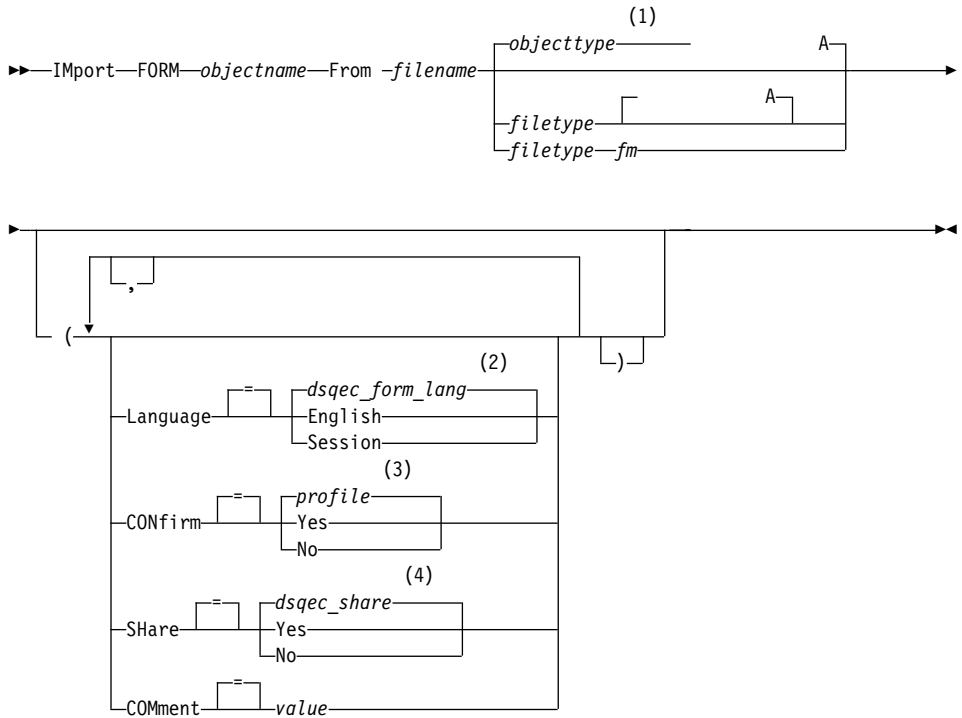 (1)
objecttype A
IMport FORM objectname From filename
A
filetype
filetype fm
,
( )
(2)
= dsqec_form_lang
Language English
Session
(3)
= profile
CONfirm Yes
No
(4)
= dsqec_share
SHare Yes
No
=
COMment value